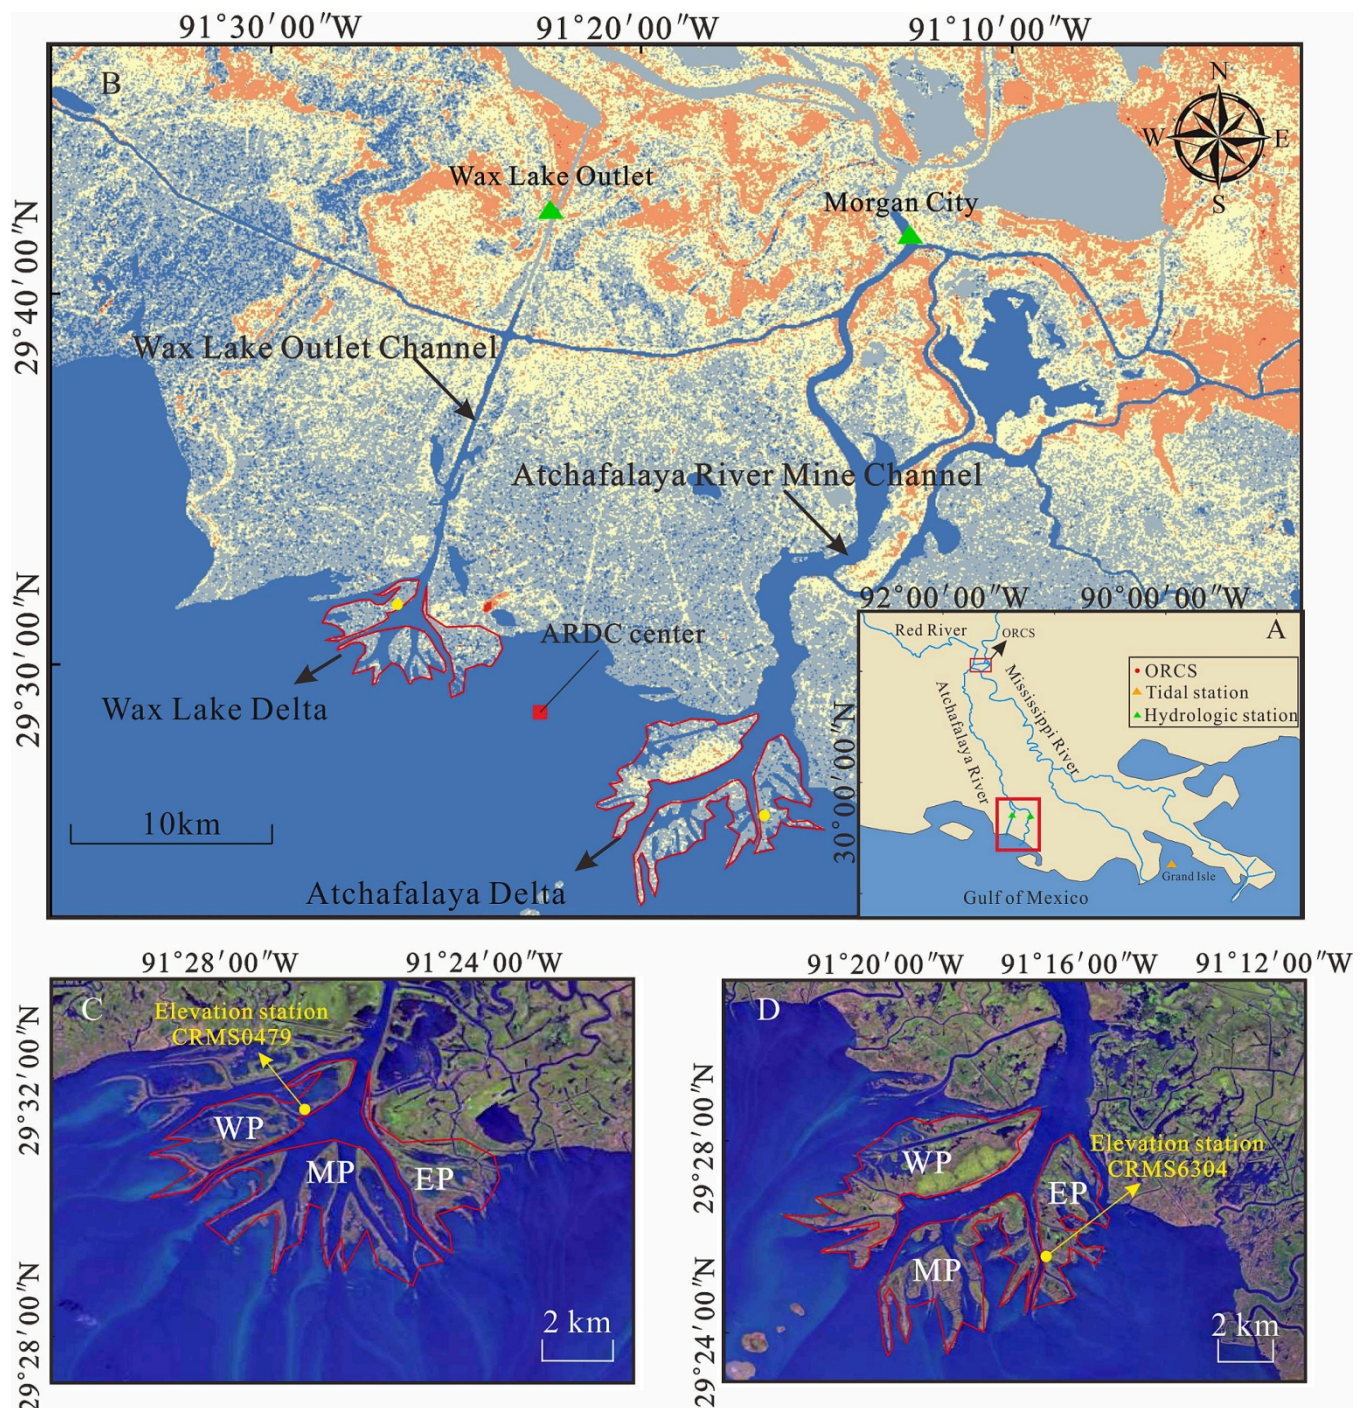 91°30′00″W
91°20′00″W
91°10′00″W
B
N
W
E
S
Wax Lake Outlet
Morgan City
29°40′00″N
Wax Lake Outlet Channel
Atchafalaya River Mine Channel
29°30′00″N
ARDC center
Wax Lake Delta
10km
Atchafalaya Delta
92°00′00″W
90°00′00″W
A
Red River
ORCS
ORCS
Tidal station
Hydrologic station
Mississippi River
Atchafalaya River
30°00′00″N
Grand Isle
Gulf of Mexico
91°28′00″W
91°24′00″W
C
Elevation station
CRMS0479
29°32′00″N
WP
MP
EP
29°28′00″N
2 km
91°20′00″W
91°16′00″W
91°12′00″W
D
29°28′00″N
WP
Elevation station
CRMS6304
EP
MP
29°24′00″N
2 km